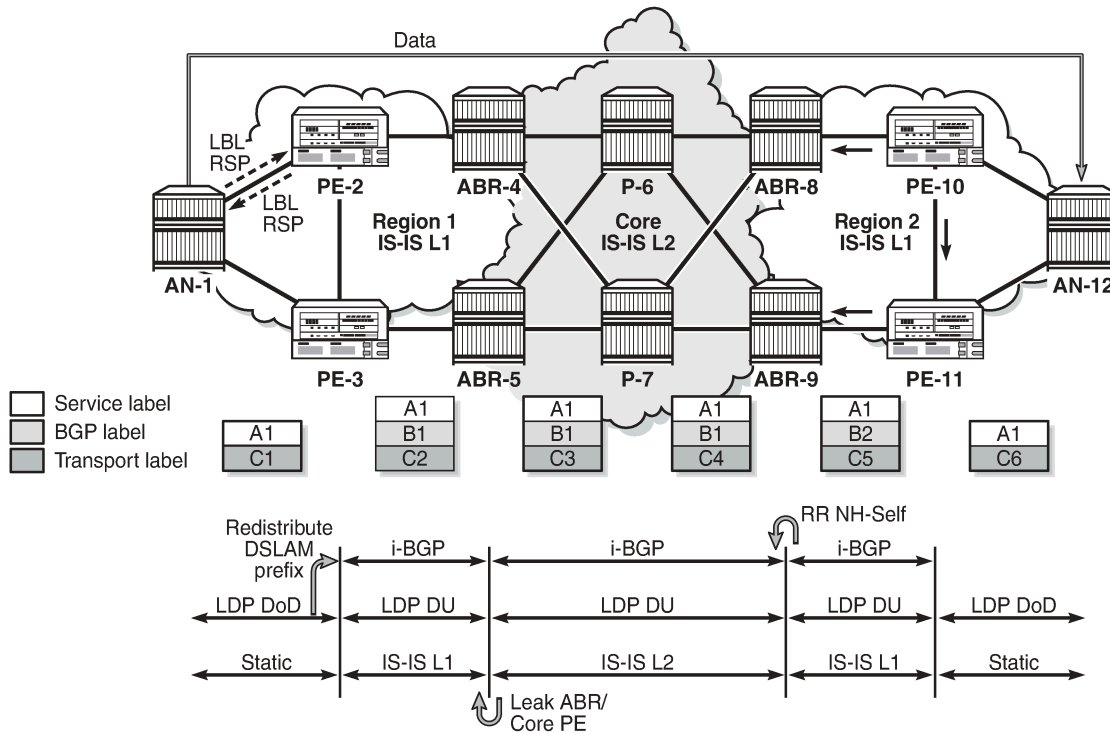 Data
LBL
RSP
LBL
RSP
PE-2
ABR-4
P-6
ABR-8
PE-10
Region 1
IS-IS L1
Core
IS-IS L2
Region 2
IS-IS L1
AN-1
AN-12
PE-3
ABR-5
P-7
ABR-9
PE-11
Service label
BGP label
Transport label
A1
C1
A1
B1
C2
A1
B1
C3
A1
B1
C4
A1
B2
C5
A1
C6
Redistribute
DSLAM
prefix
RR NH-Self
i-BGP
i-BGP
i-BGP
LDP DoD
LDP DU
LDP DU
LDP DU
LDP DoD
Static
IS-IS L1
IS-IS L2
IS-IS L1
Static
Leak ABR/
Core PE